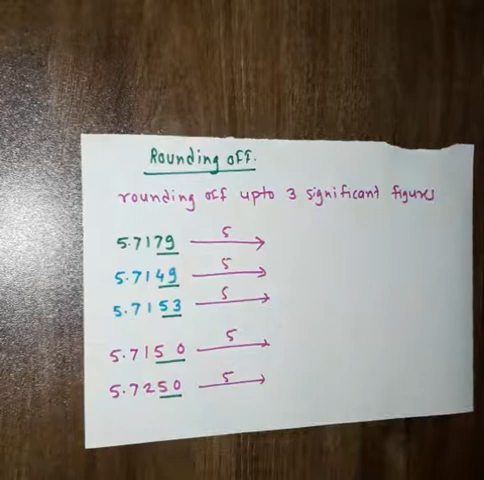 Rounding off.
rounding off upto 3 significant figures
5.7179 5
5.7149 5
5.7153 5
5.7150 5
5.7250 5